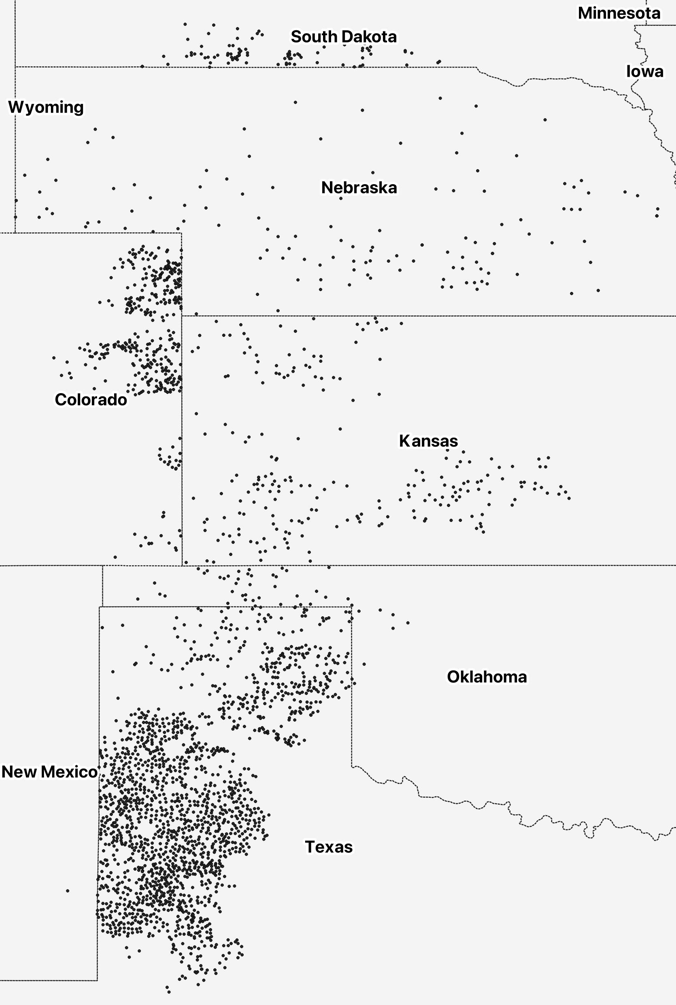 Minnesota
South Dakota
Iowa
Wyoming
Nebraska
Colorado
Kansas
Oklahoma
New Mexico
Texas